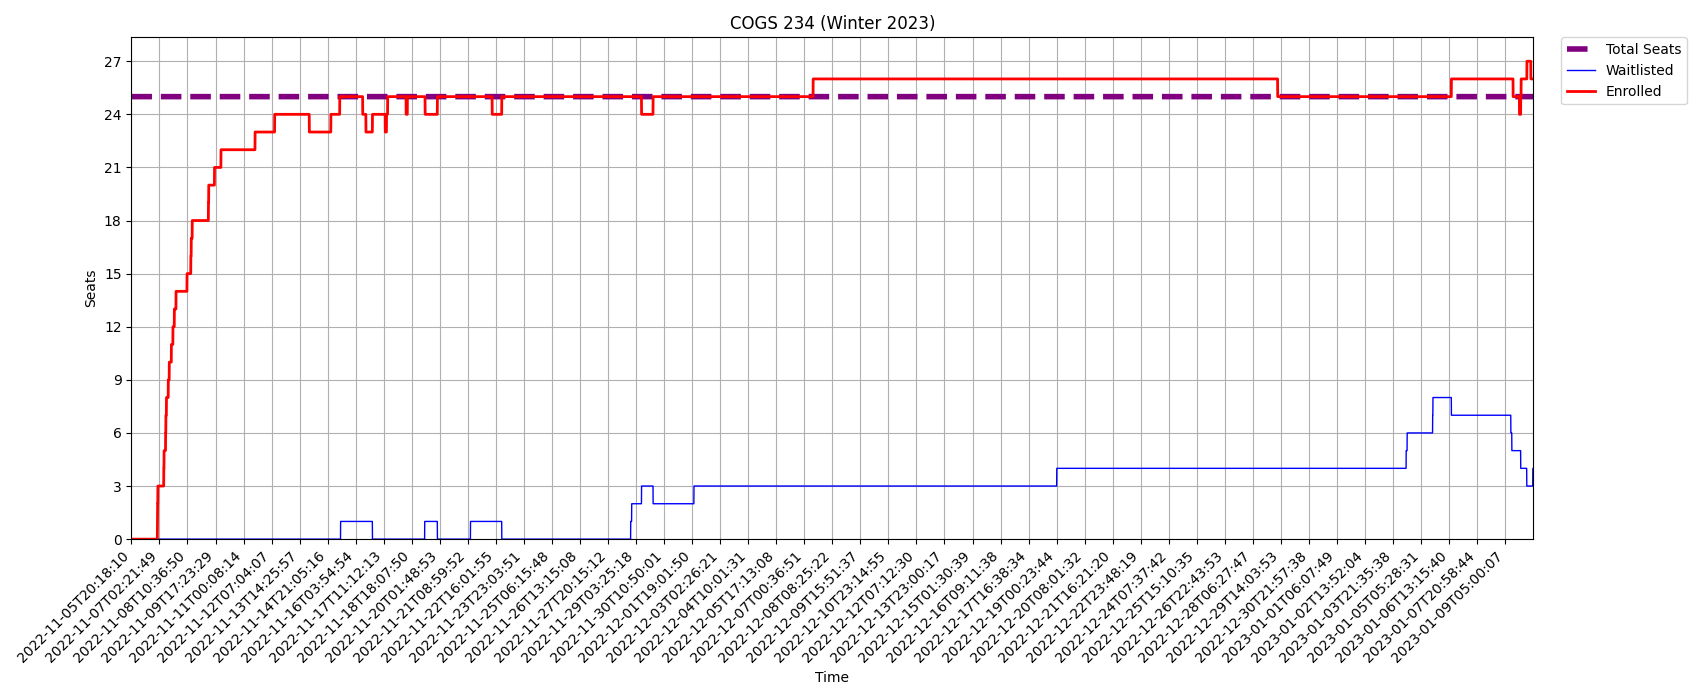 COGS 234 (Winter 2023)
Total Seats
Waitlisted
Enrolled
27
24
21
18
15
12
9
6
3
0
Seats
2022-11-05T20:18:10
2022-11-07T02:21:49
2022-11-08T10:36:50
2022-11-09T17:23:29
2022-11-11T00:08:14
2022-11-12T07:04:07
2022-11-13T14:25:57
2022-11-14T21:05:16
2022-11-16T03:54:54
2022-11-17T11:12:13
2022-11-18T18:07:50
2022-11-20T01:48:53
2022-11-21T08:59:52
2022-11-22T16:01:55
2022-11-23T23:03:51
2022-11-25T06:15:48
2022-11-26T13:15:08
2022-11-27T20:15:12
2022-11-29T03:25:18
2022-11-30T10:50:01
2022-12-01T19:01:50
2022-12-03T02:26:21
2022-12-04T10:01:31
2022-12-05T17:13:08
2022-12-07T00:36:51
2022-12-08T08:25:22
2022-12-09T15:51:37
2022-12-10T23:14:55
2022-12-12T07:12:30
2022-12-13T23:00:17
2022-12-15T01:30:39
2022-12-16T09:11:38
2022-12-17T16:38:34
2022-12-19T00:23:44
2022-12-20T08:01:32
2022-12-21T16:21:20
2022-12-22T23:48:19
2022-12-24T07:37:42
2022-12-25T15:10:35
2022-12-26T22:43:53
2022-12-28T06:27:47
2022-12-29T14:03:53
2022-12-30T21:57:38
2023-01-01T06:07:49
2023-01-02T13:52:04
2023-01-03T21:35:38
2023-01-05T05:28:31
2023-01-06T13:15:40
2023-01-07T20:58:44
2023-01-09T05:00:07
Time